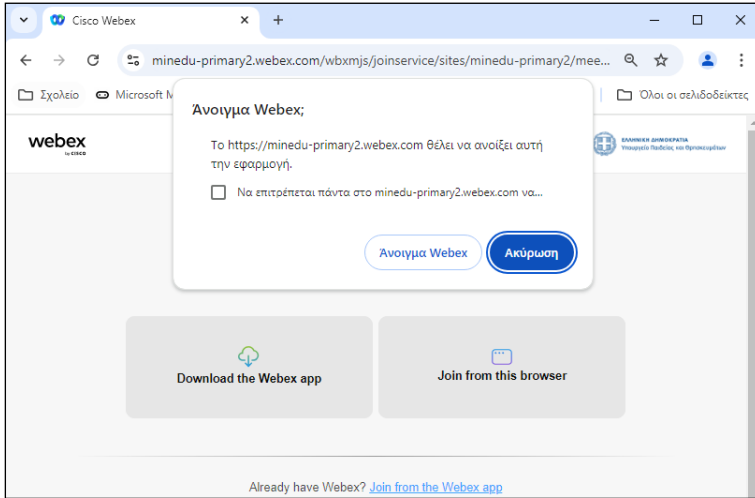 Cisco Webex
minedu-primary2.webex.com/wbxmjs/joinservice/sites/minedu-primary2/mee...
Σχολείο Microsoft M Όλοι οι σελιδοδείκτες
Άνοιγμα Webex;
Το https://minedu-primary2.webex.com θέλει να ανοίξει αυτή
την εφαρμογή.
Να επιτρέπεται πάντα στο minedu-primary2.webex.com να...
Άνοιγμα Webex Ακύρωση
webex
by CISCO
ΕΛΛΗΝΙΚΗ ΔΗΜΟΚΡΑΤΙΑ
Υπουργείο Παιδείας και Θρησκευμάτων
Download the Webex app
Join from this browser
Already have Webex? Join from the Webex app